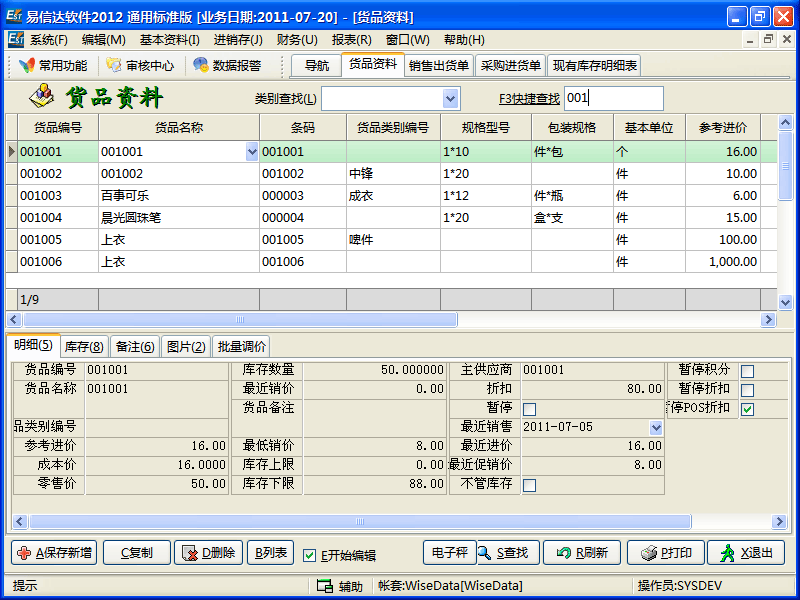 易信达软件2012 通用标准版 [业务日期:2011-07-20] - [货品资料]
系统(F) 编辑(M) 基本资料(I) 进销存(J) 财务(U) 报表(R) 窗口(W) 帮助(H)
常用功能 审核中心 数据报警 导航 货品资料 销售出货单 采购进货单 现有库存明细表
货品资料 类别查找(L) F3快捷查找 001
货品编号 货品名称 条码 货品类别编号 规格型号 包装规格 基本单位 参考进价
001001 001001 001001 1*10 件*包 个 16.00
001002 001002 001002 中锋 1*20 件 10.00
001003 百事可乐 000003 成衣 1*12 件*瓶 件 6.00
001004 晨光圆珠笔 000004 1*20 盒*支 件 15.00
001005 上衣 001005 啤件 件 100.00
001006 上衣 001006 件 1,000.00
1/9
明细(5) 库存(8) 备注(6) 图片(2) 批量调价
货品编号 001001 库存数量 50.000000 主供应商 001001 暂停积分
货品名称 001001 最近销价 0.00 折扣 80.00 暂停折扣
货品备注 暂停 停POS折扣
品类别编号 最近销售 2011-07-05
参考进价 16.00 最低销价 8.00 最近进价 16.00
成本价 16.0000 库存上限 0.00 最近促销价 8.00
零售价 50.00 库存下限 88.00 不管库存
A保存新增 C复制 D删除 B列表 E开始编辑 电子秤 S查找 R刷新 P打印 X退出
提示 辅助 帐套:WiseData[WiseData] 操作员:SYSDEV